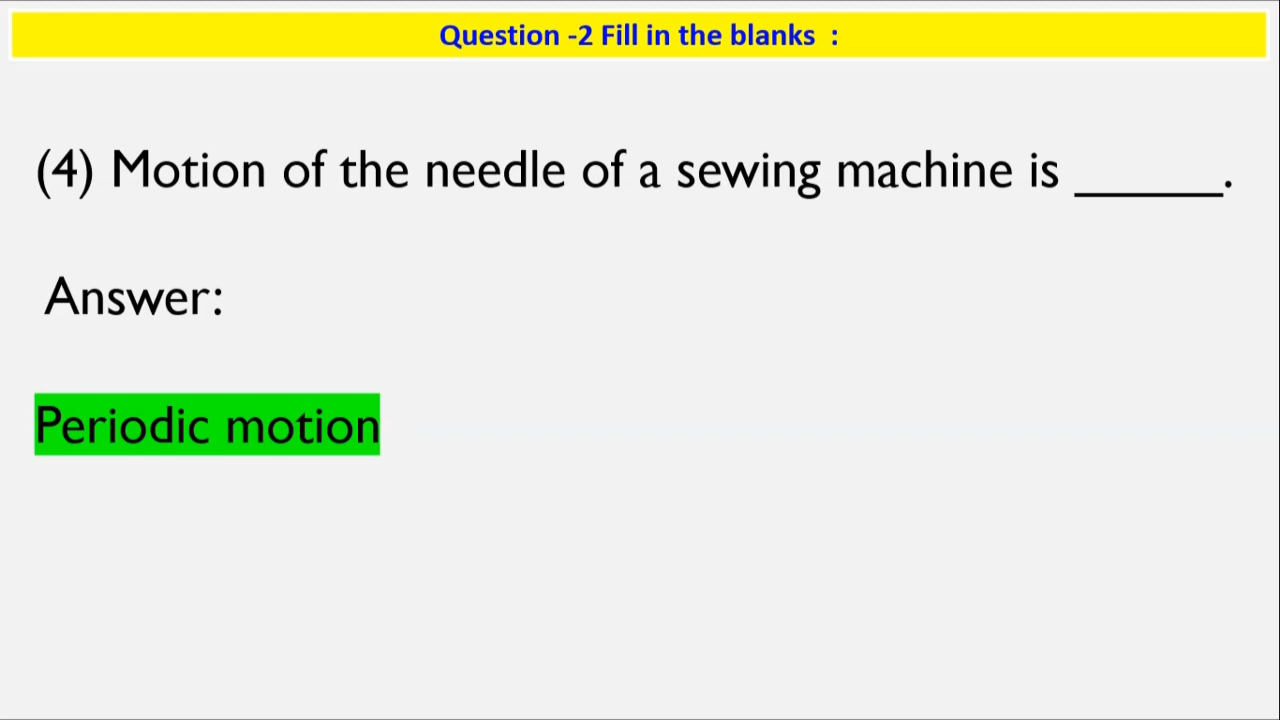 Question -2 Fill in the blanks :
(4) Motion of the needle of a sewing machine is ______.
Answer:
Periodic motion